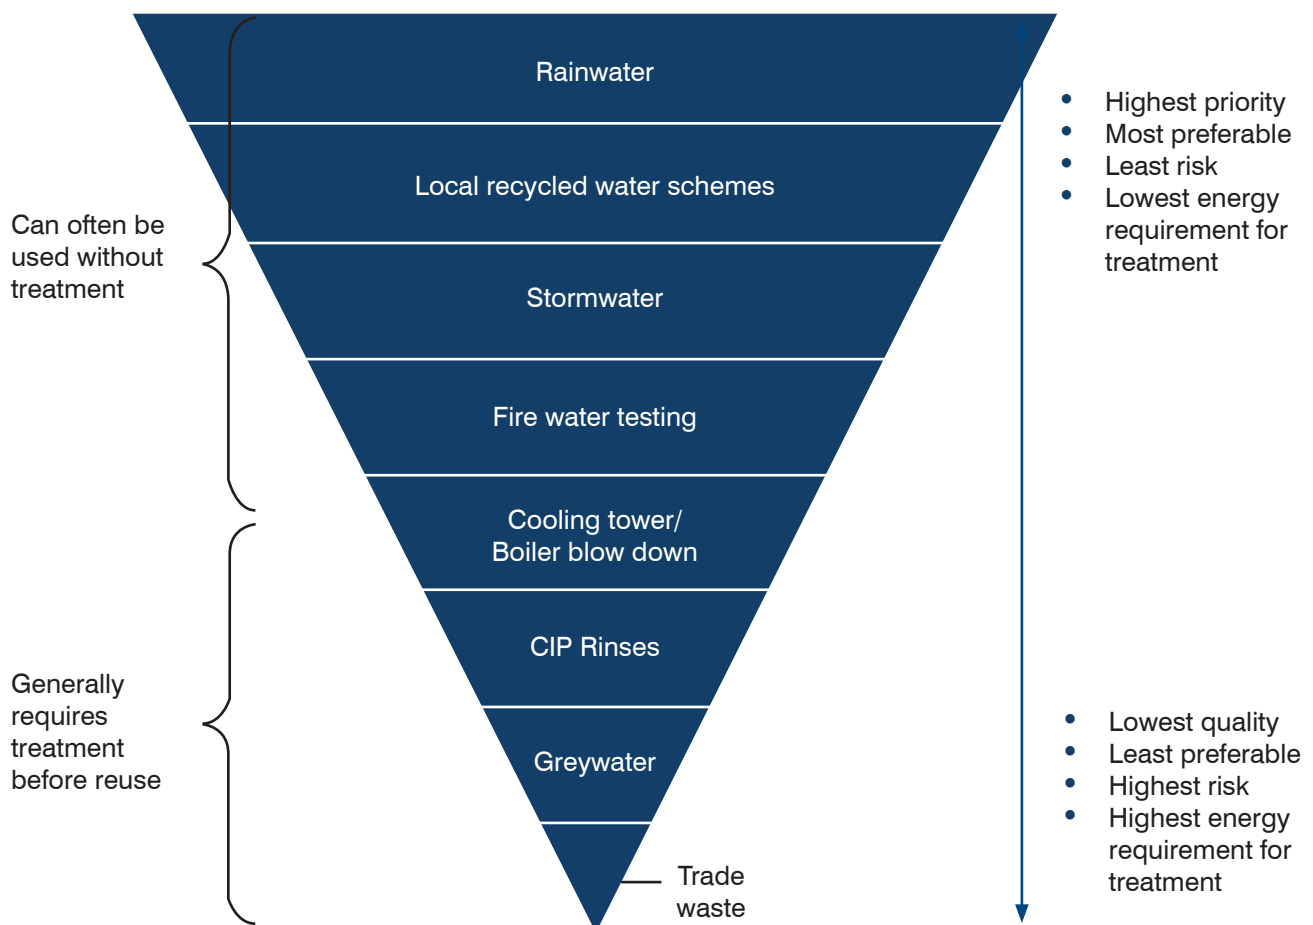 Rainwater
Local recycled water schemes
Stormwater
Fire water testing
Cooling tower/
Boiler blow down
CIP Rinses
Greywater
Trade
waste
Can often be
used without
treatment
Generally
requires
treatment
before reuse
• Highest priority
• Most preferable
• Least risk
• Lowest energy
requirement for
treatment
• Lowest quality
• Least preferable
• Highest risk
• Highest energy
requirement for
treatment